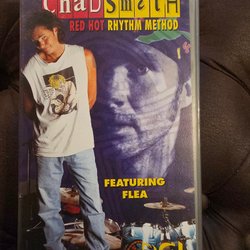 CHAD SMITH
RED HOT RHYTHM METHOD
FEATURING
FLEA